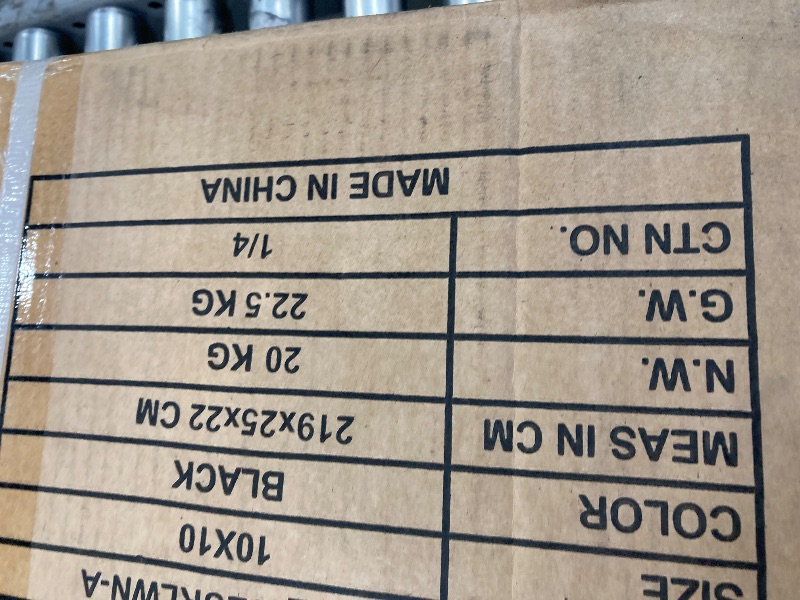 SIZE 10X10
COLOR BLACK
MEAS IN CM 219x25x22 CM
N.W. 20 KG
G.W. 22.5 KG
CTN NO. 1/4
MADE IN CHINA